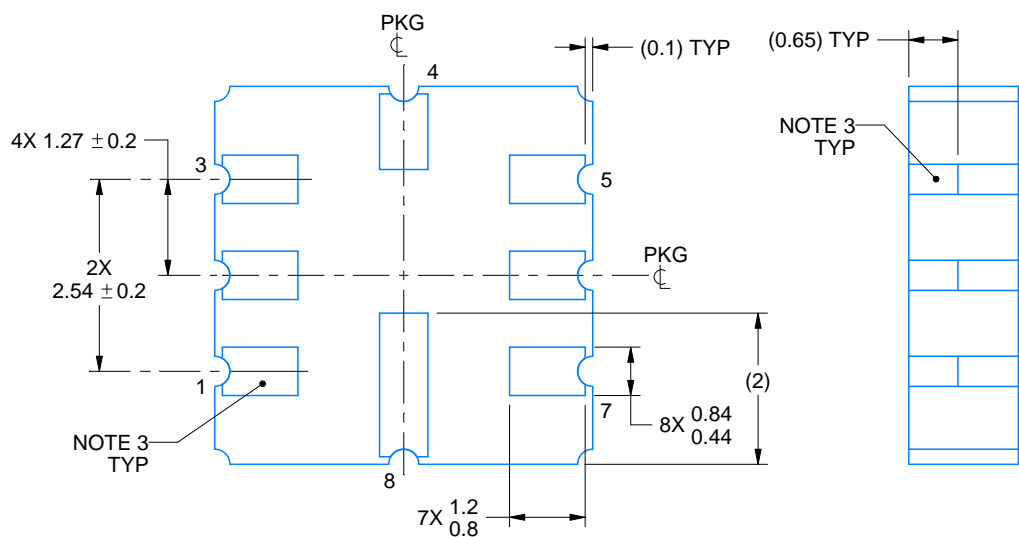 PKG
℄
4
(0.1) TYP
(0.65) TYP
4X 1.27 ±0.2
3
NOTE 3
TYP
5
2X
2.54 ±0.2
PKG
℄
1
7
(2)
8X 0.84
0.44
NOTE 3
TYP
8
7X 1.2
0.8